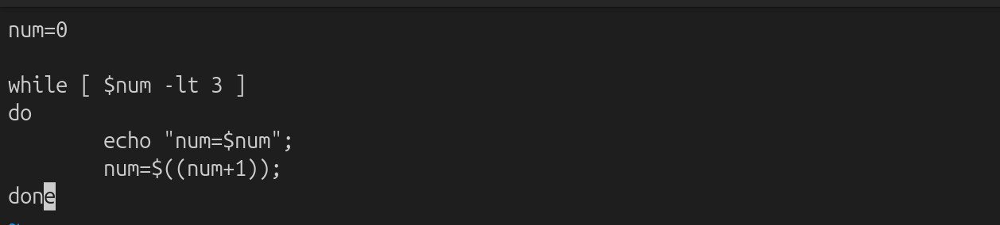 num=0
while [ $num -lt 3 ]
do
        echo "num=$num";
        num=$((num+1));
done